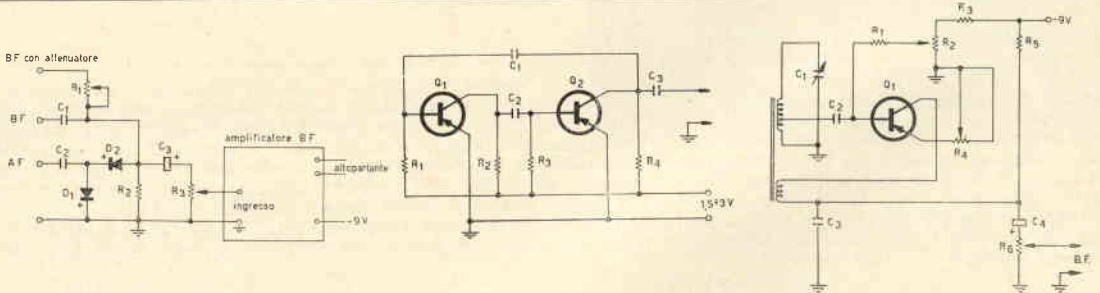 BF con attenuatore
R1
C1
BF
C2
D2
C3
AF
D1
R2
R3
amplificatore BF
altoparlante
ingresso
-9V
C1
Q1
Q2
C2
C3
R1
R2
R3
R4
1,5÷3V
R3
-9V
R1
R2
R5
C1
C2
Q1
R4
C3
C4
R6
B.F.